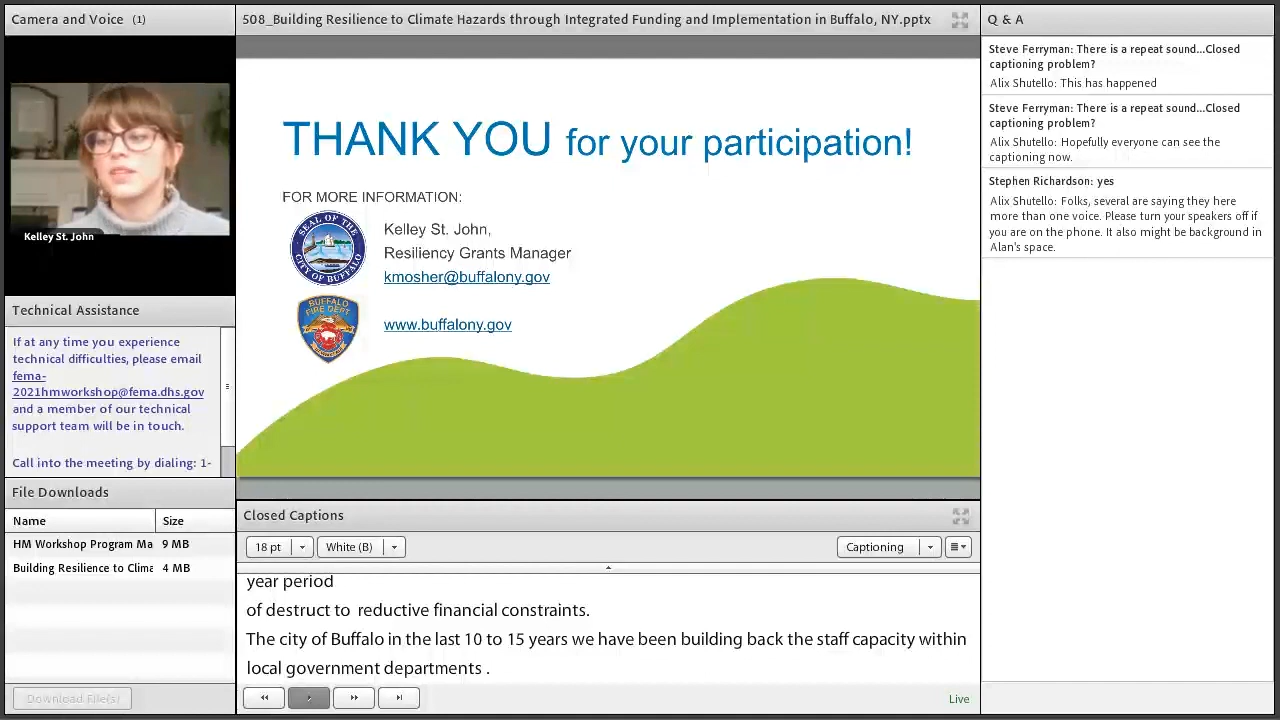 Camera and Voice (1)
Kelley St. John
Technical Assistance
If at any time you experience
technical difficulties, please email
fema-
2021hmworkshop@fema.dhs.gov
and a member of our technical
support team will be in touch.
Call into the meeting by dialing: 1-
File Downloads
Name Size
HM Workshop Program Ma 9 MB
Building Resilience to Clima 4 MB
Download File(s)
508_Building Resilience to Climate Hazards through Integrated Funding and Implementation in Buffalo, NY.pptx
THANK YOU for your participation!
FOR MORE INFORMATION:
SEAL OF THE
CITY OF BUFFALO
Kelley St. John,
Resiliency Grants Manager
kmosher@buffalony.gov
BUFFALO
FIRE DEPT
www.buffalony.gov
Closed Captions
18 pt White (B) Captioning
year period
of destruct to reductive financial constraints.
The city of Buffalo in the last 10 to 15 years we have been building back the staff capacity within
local government departments .
Live
Q & A
Steve Ferryman: There is a repeat sound...Closed
captioning problem?
Alix Shutello: This has happened
Steve Ferryman: There is a repeat sound...Closed
captioning problem?
Alix Shutello: Hopefully everyone can see the
captioning now.
Stephen Richardson: yes
Alix Shutello: Folks, several are saying they here
more than one voice. Please turn your speakers off if
you are on the phone. It also might be background in
Alan's space.